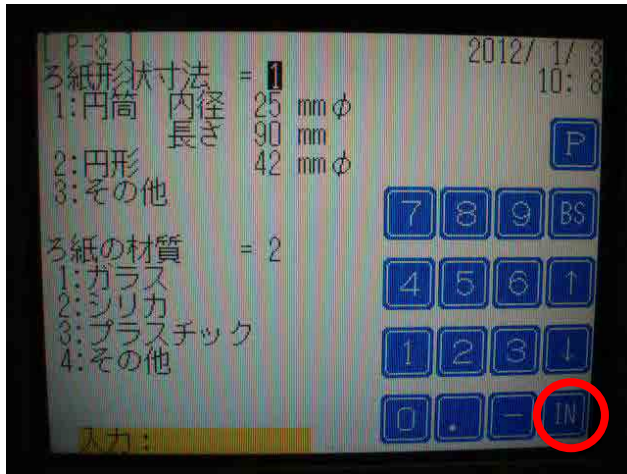 [ P-3 ]
2012/ 1/ 3
10: 8
ろ紙形状寸法 = 1
1:円筒 内径 25 mmφ
長さ 90 mm
2:円形 42 mmφ
3:その他
ろ紙の材質 = 2
1:ガラス
2:シリカ
3:プラスチック
4:その他
入力:
P
7 8 9 BS
4 5 6 ↑
1 2 3 ↓
0 . - IN